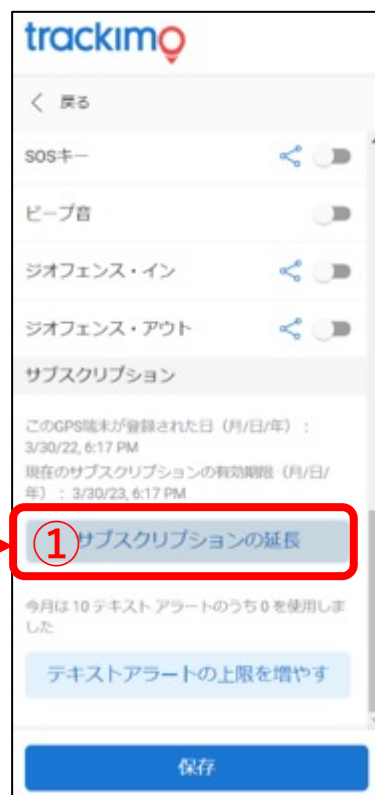 trackimo
く 戻る
SOSキー
ビープ音
ジオフェンス・イン
ジオフェンス・アウト
サブスクリプション
このGPS端末が登録された日（月/日/年）：
3/30/22, 6:17 PM
現在のサブスクリプションの有効期限（月/日/
年）：3/30/23, 6:17 PM
①サブスクリプションの延長
今月は10テキストアラートのうち0を使用しま
した
テキストアラートの上限を増やす
保存